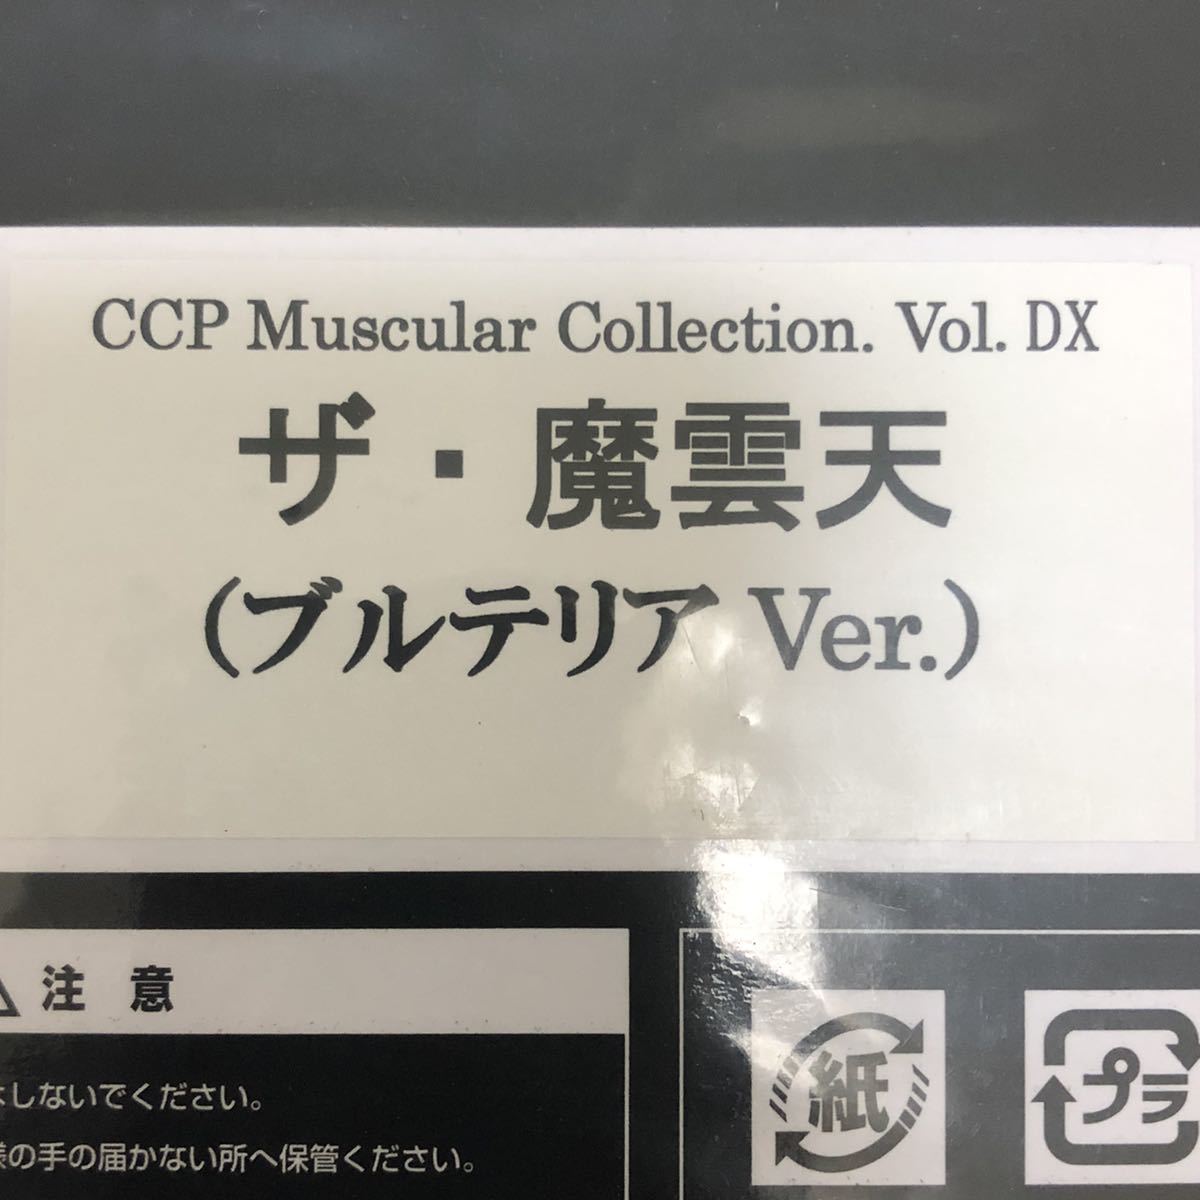 CCP Muscular Collection. Vol. DX
ザ・魔雲天
(ブルテリア Ver.)
注 意
しないでください。
の手の届かない所へ保管ください。
紙
プラ